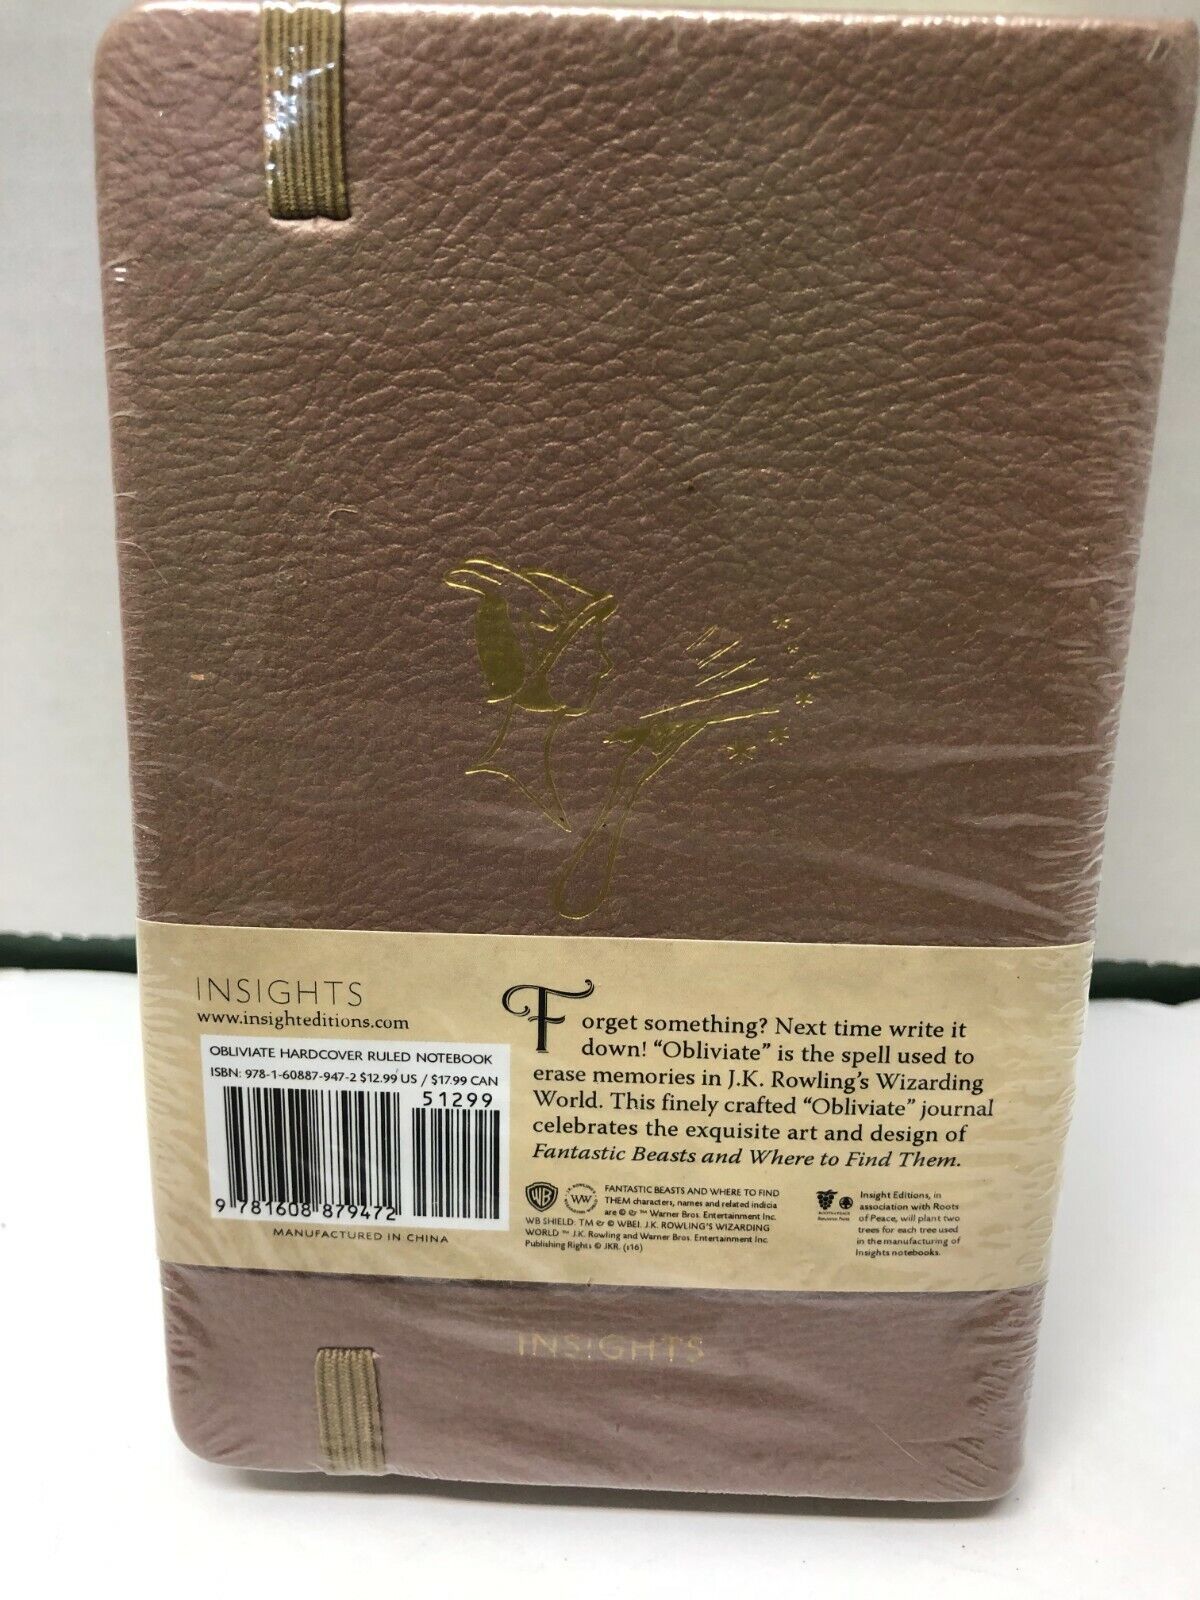 INSIGHTS
www.insighteditions.com
OBLIVIATE HARDCOVER RULED NOTEBOOK
ISBN: 978-1-60887-947-2 $12.99 US / $17.99 CAN
51299
9 781608 879472
MANUFACTURED IN CHINA
Forget something? Next time write it
down! “Obliviate” is the spell used to
erase memories in J.K. Rowling’s Wizarding
World. This finely crafted “Obliviate” journal
celebrates the exquisite art and design of
Fantastic Beasts and Where to Find Them.
WB
J.K. ROWLING'S
WW
FANTASTIC BEASTS AND WHERE TO FIND
THEM characters, names and related indicia
are © & ™ Warner Bros. Entertainment Inc.
WB SHIELD: TM & © WBEI. J.K. ROWLING'S WIZARDING
WORLD ™ J.K. Rowling and Warner Bros. Entertainment Inc.
Publishing Rights © JKR. (s16)
ROOTS of PEACE
Insight Editions, in
association with Roots
of Peace, will plant two
trees for each tree used
in the manufacturing of
Insights notebooks.
INSIGHTS